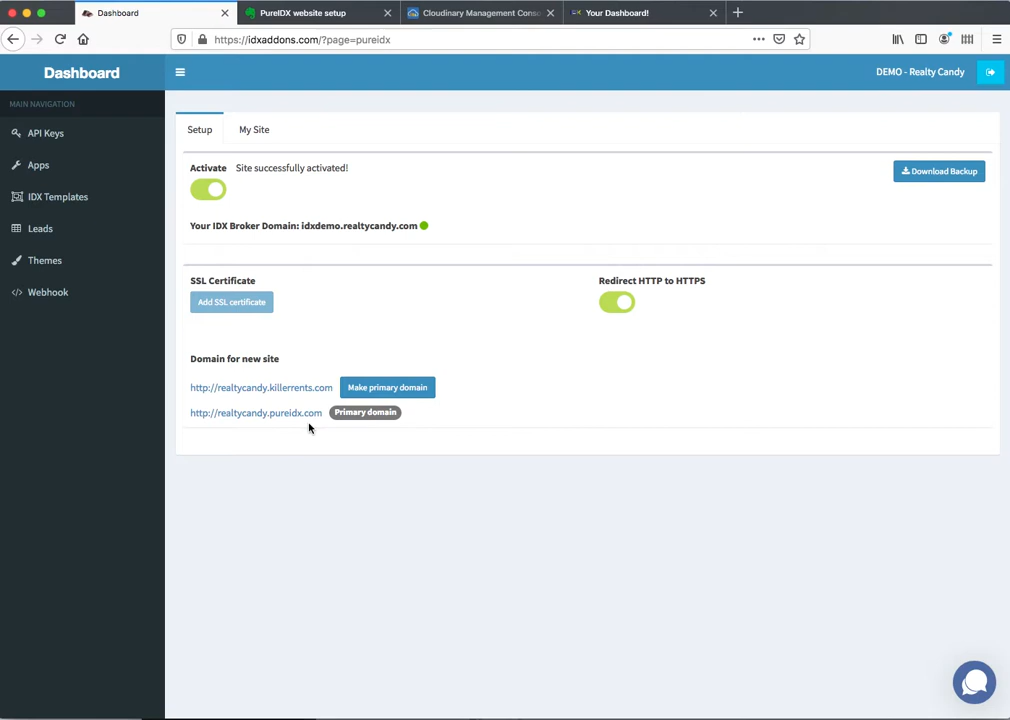 Dashboard
PureIDX website setup
Cloudinary Management Conso
Your Dashboard!
https://idxaddons.com/?page=pureidx
Dashboard
DEMO - Realty Candy
MAIN NAVIGATION
API Keys
Apps
IDX Templates
Leads
Themes
Webhook
Setup
My Site
Activate
Site successfully activated!
Download Backup
Your IDX Broker Domain: idxdemo.realtycandy.com
SSL Certificate
Redirect HTTP to HTTPS
Add SSL certificate
Domain for new site
http://realtycandy.killerrents.com
Make primary domain
http://realtycandy.pureidx.com
Primary domain